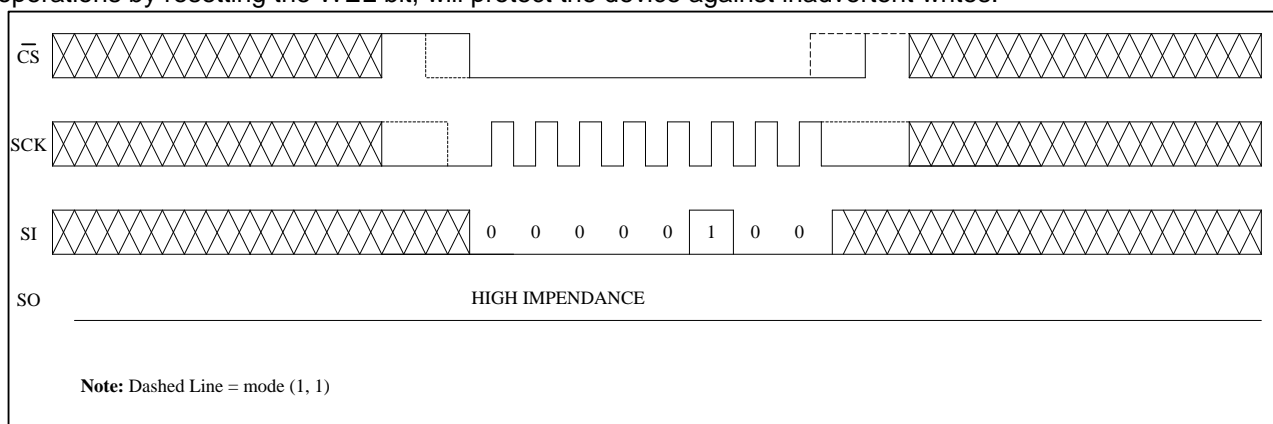 operations by resetting the WEL bit, will protect the device against inadvertent writes.
CS
SCK
SI 0 0 0 0 0 1 0 0
SO HIGH IMPENDANCE
Note: Dashed Line = mode (1, 1)